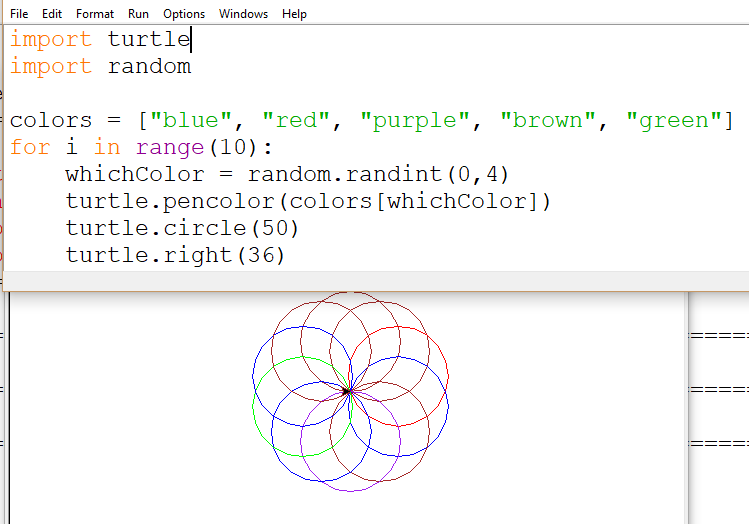 File Edit Format Run Options Windows Help
import turtle
import random
colors = ["blue", "red", "purple", "brown", "green"]
for i in range(10):
    whichColor = random.randint(0,4)
    turtle.pencolor(colors[whichColor])
    turtle.circle(50)
    turtle.right(36)
=====
=====
=====